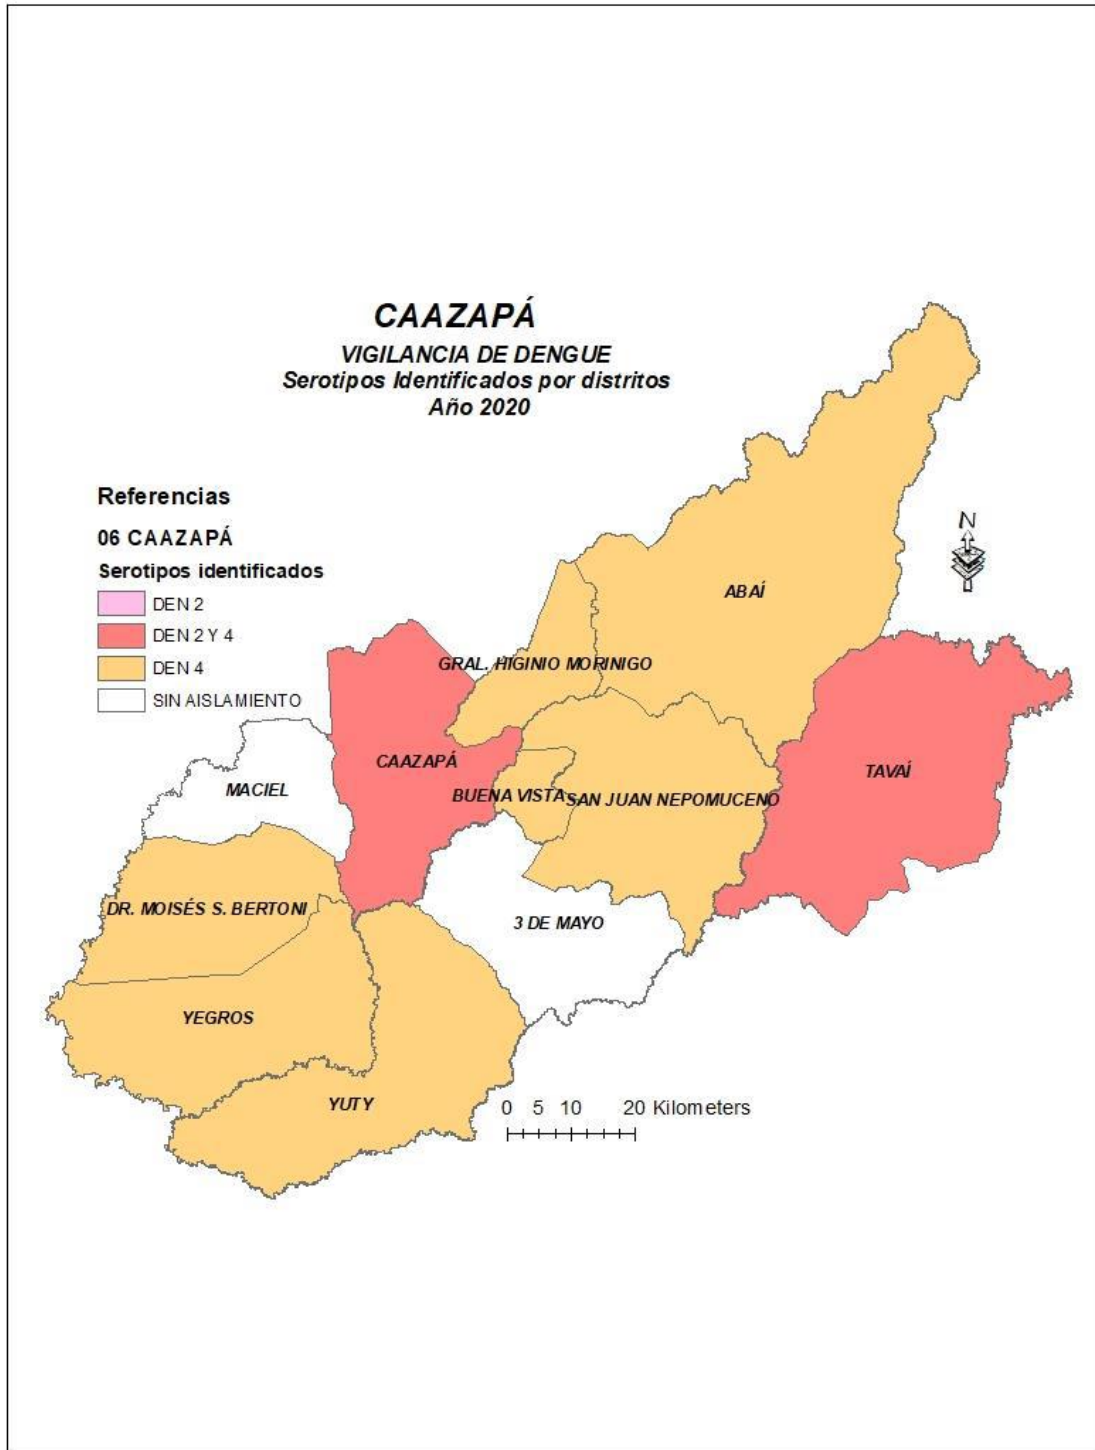 CAAZAPÁ
VIGILANCIA DE DENGUE
Serotipos Identificados por distritos
Año 2020
Referencias
06 CAAZAPÁ
Serotipos identificados
DEN 2
DEN 2 Y 4
DEN 4
SIN AISLAMIENTO
N
ABAÍ
GRAL. HIGINIO MORINIGO
CAAZAPÁ
TAVAÍ
MACIEL
BUENA VISTA
SAN JUAN NEPOMUCENO
DR. MOISÉS S. BERTONI
3 DE MAYO
YEGROS
YUTY
0 5 10 20 Kilometers